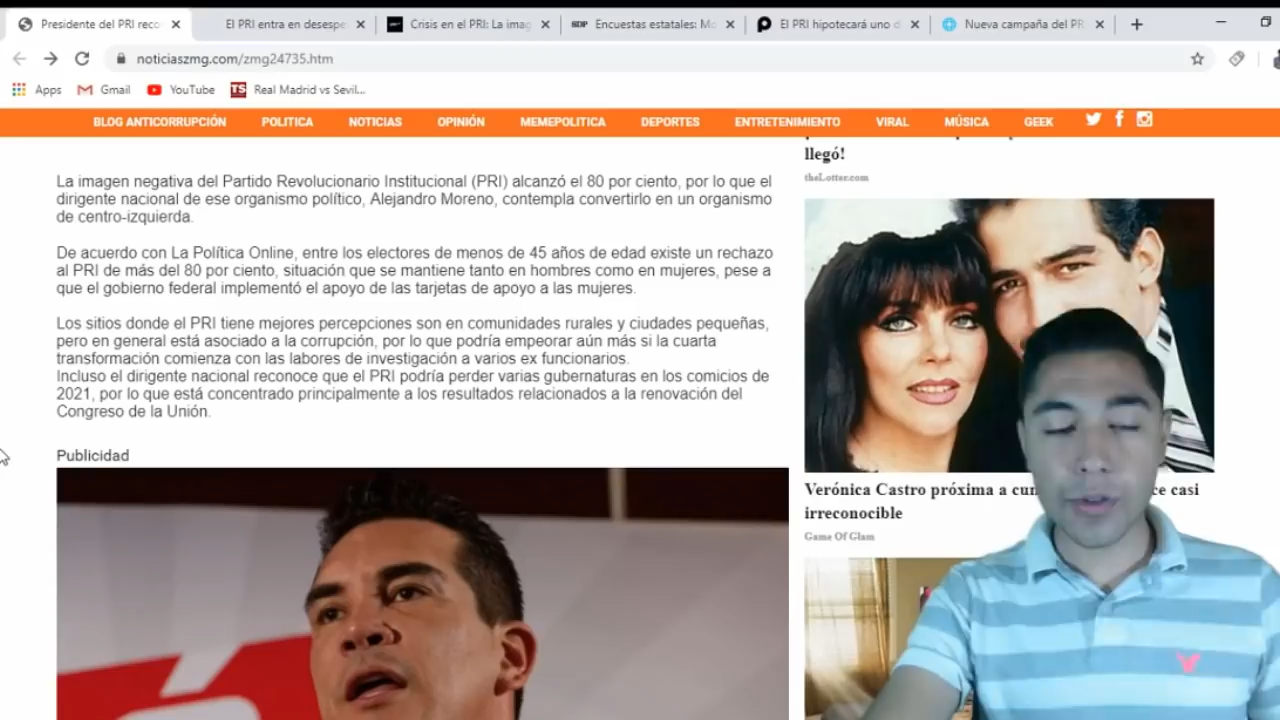 Presidente del PRI reco
El PRI entra en desespe
Crisis en el PRI: La imag
SDP Encuestas estatales: Mo
El PRI hipotecará uno d
Nueva campaña del PR
noticiaszmg.com/zmg24735.htm
Apps
Gmail
YouTube
TS Real Madrid vs Sevil...
BLOG ANTICORRUPCIÓN
POLITICA
NOTICIAS
OPINIÓN
MEMEPOLITICA
DEPORTES
ENTRETENIMIENTO
VIRAL
MÚSICA
GEEK
La imagen negativa del Partido Revolucionario Institucional (PRI) alcanzó el 80 por ciento, por lo que el
dirigente nacional de ese organismo político, Alejandro Moreno, contempla convertirlo en un organismo
de centro-izquierda.
De acuerdo con La Política Online, entre los electores de menos de 45 años de edad existe un rechazo
al PRI de más del 80 por ciento, situación que se mantiene tanto en hombres como en mujeres, pese a
que el gobierno federal implementó el apoyo de las tarjetas de apoyo a las mujeres.
Los sitios donde el PRI tiene mejores percepciones son en comunidades rurales y ciudades pequeñas,
pero en general está asociado a la corrupción, por lo que podría empeorar aún más si la cuarta
transformación comienza con las labores de investigación a varios ex funcionarios.
Incluso el dirigente nacional reconoce que el PRI podría perder varias gubernaturas en los comicios de
2021, por lo que está concentrado principalmente a los resultados relacionados a la renovación del
Congreso de la Unión.
Publicidad
llegó!
theLotter.com
Verónica Castro próxima a cun ce casi
irreconocible
Game Of Glam